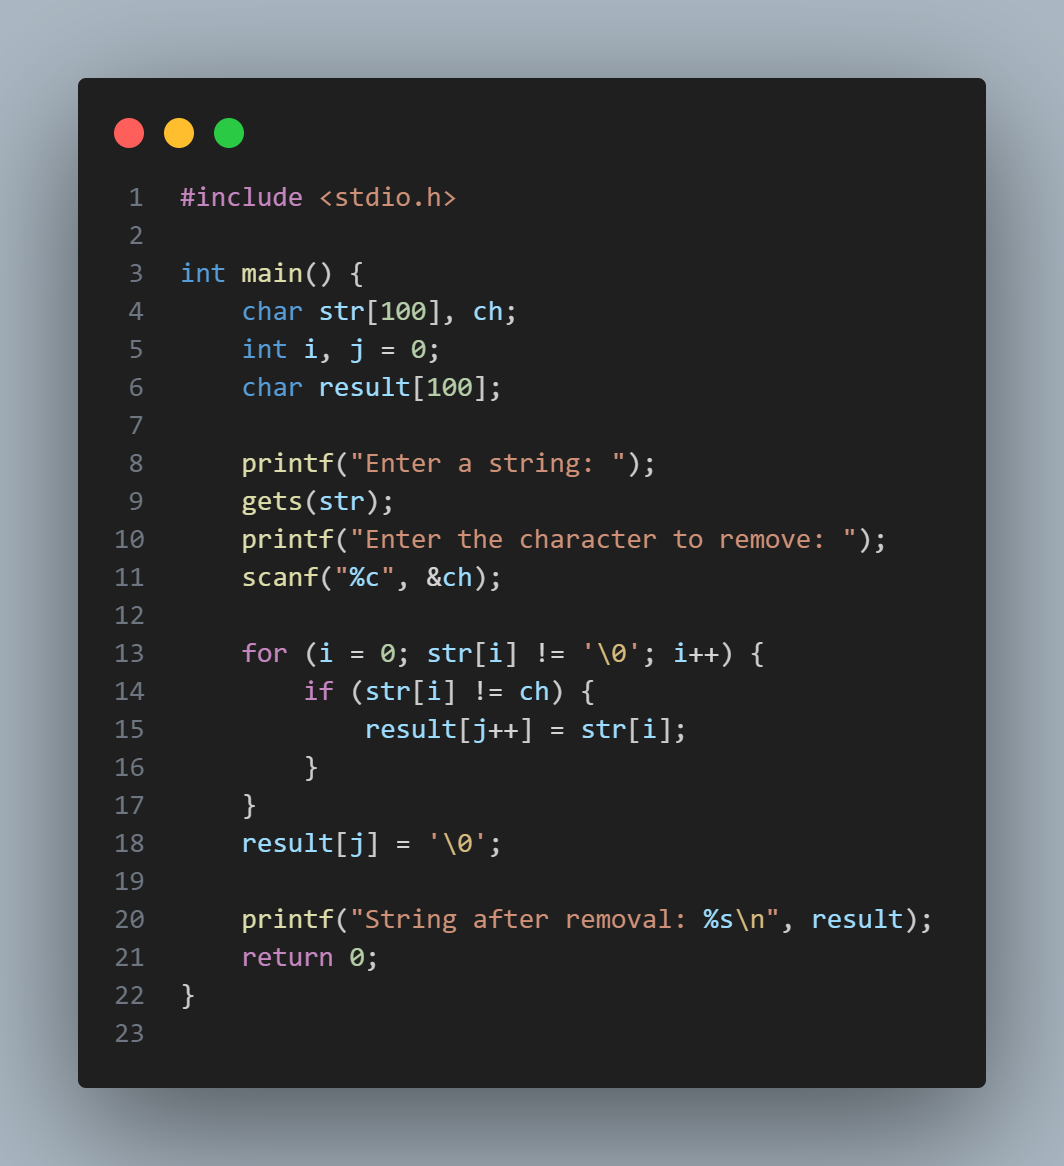 1 #include <stdio.h>
2
3 int main() {
4     char str[100], ch;
5     int i, j = 0;
6     char result[100];
7
8     printf("Enter a string: ");
9     gets(str);
10     printf("Enter the character to remove: ");
11     scanf("%c", &ch);
12
13     for (i = 0; str[i] != '\0'; i++) {
14         if (str[i] != ch) {
15             result[j++] = str[i];
16         }
17     }
18     result[j] = '\0';
19
20     printf("String after removal: %s\n", result);
21     return 0;
22 }
23